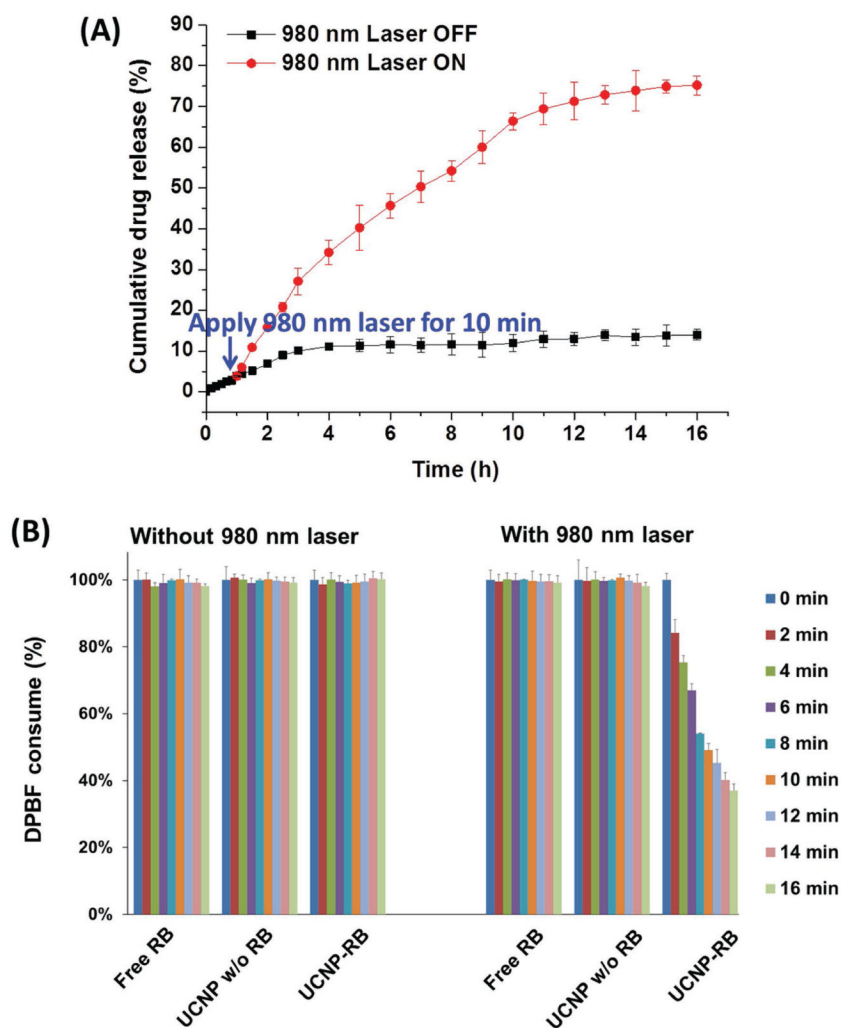 (A)
980 nm Laser OFF
980 nm Laser ON
Cumulative drug release (%)
90
80
70
60
50
40
30
20
10
0
Apply 980 nm laser for 10 min
0 2 4 6 8 10 12 14 16
Time (h)
(B)
Without 980 nm laser
With 980 nm laser
DPBF consume (%)
100%
80%
60%
40%
20%
0%
Free RB
UCNP w/o RB
UCNP-RB
Free RB
UCNP w/o RB
UCNP-RB
0 min
2 min
4 min
6 min
8 min
10 min
12 min
14 min
16 min